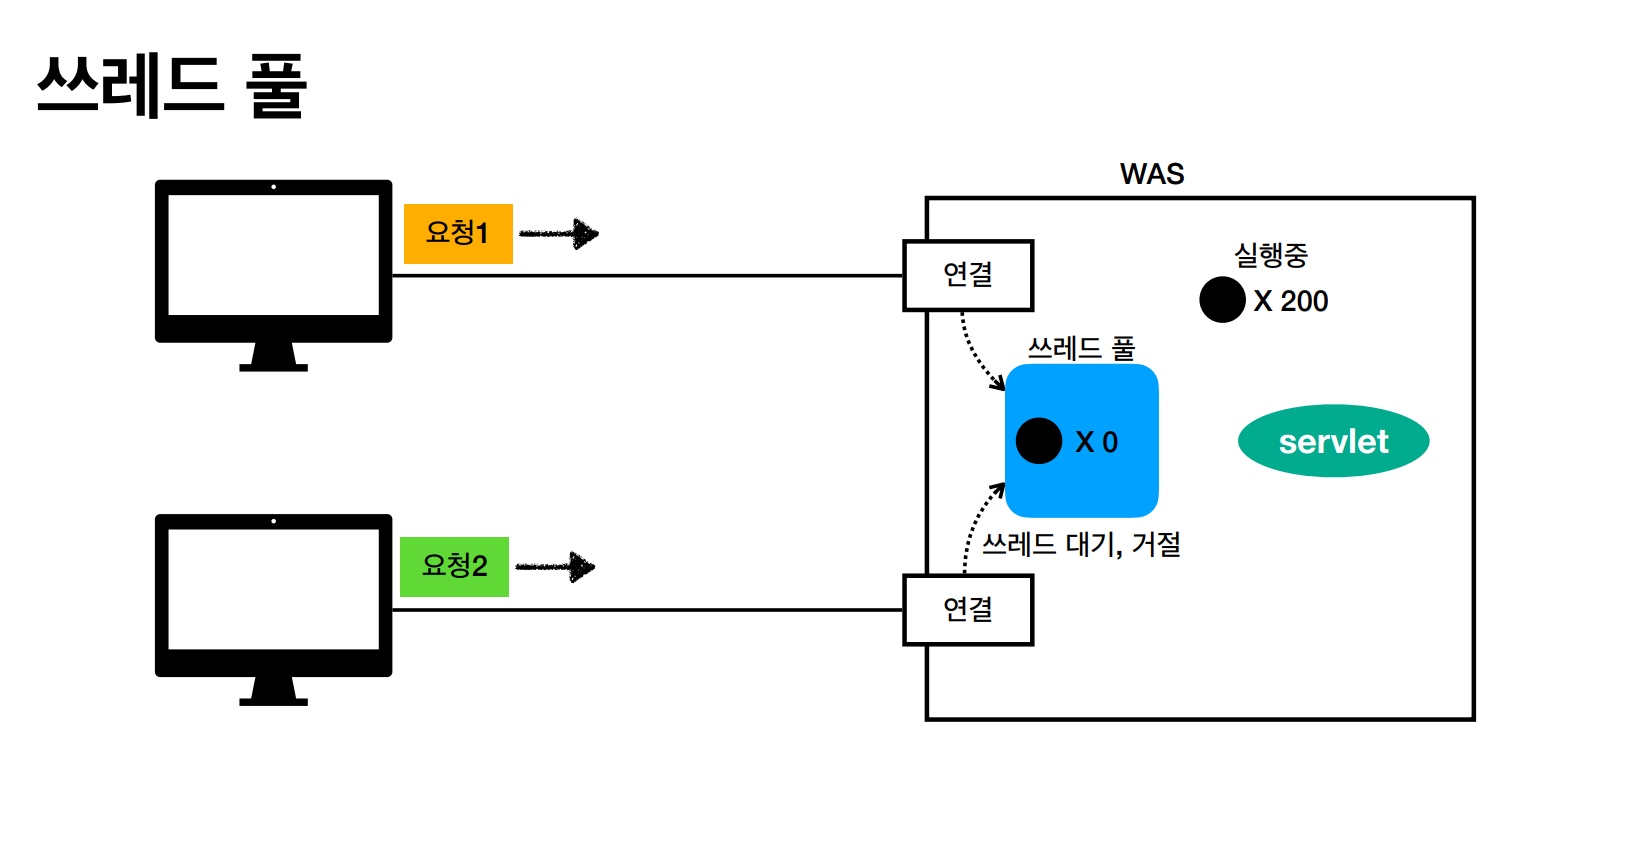 쓰레드 풀
WAS
요청1
연결
실행중
X 200
쓰레드 풀
X 0
servlet
쓰레드 대기, 거절
요청2
연결